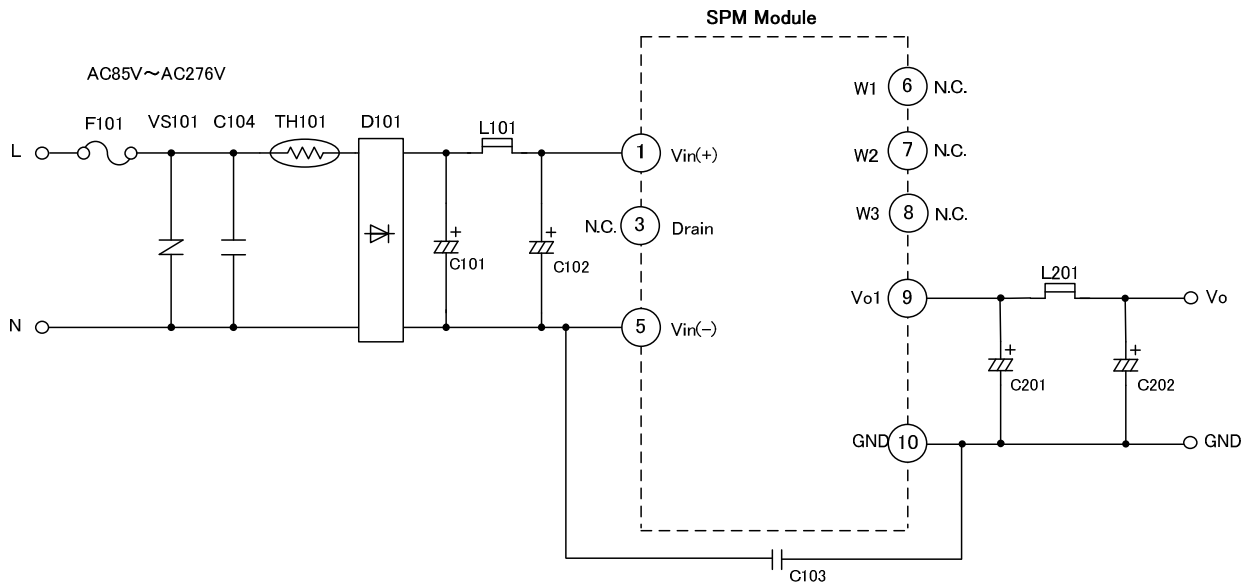 SPM Module
AC85V～AC276V
W1 6 N.C.
F101 VS101 C104 TH101 D101 L101
L 1 Vin(+) W2 7 N.C.
N.C. 3 Drain W3 8 N.C.
C101 C102
L201
Vo1 9 Vo
N 5 Vin(-)
C201 C202
GND 10 GND
C103
+ + + +